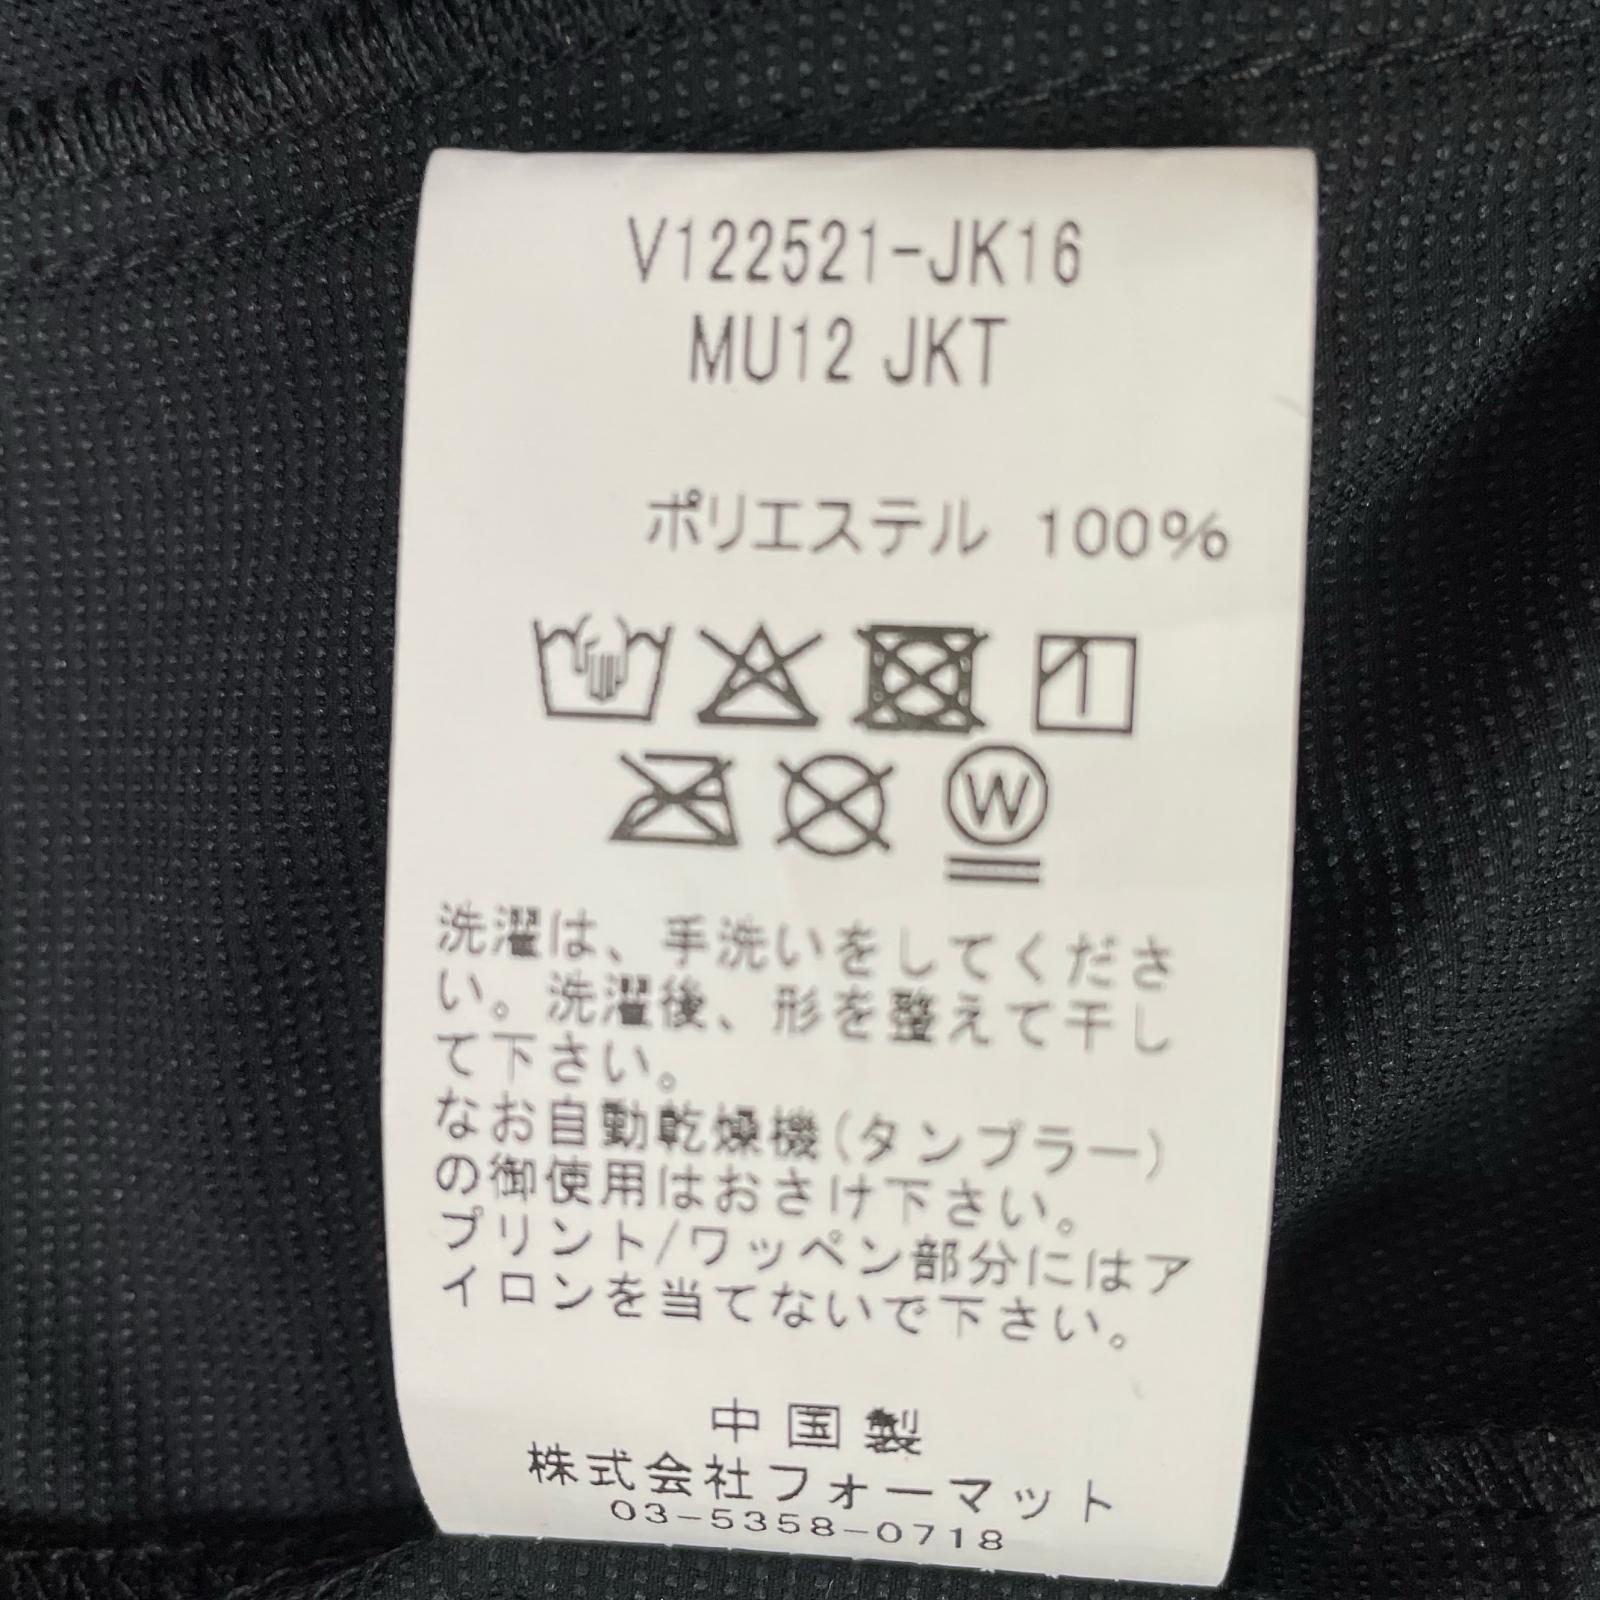 V122521-JK16
MU12 JKT
ポリエステル 100%
W
洗濯は、手洗いをしてくださ
い。洗濯後、形を整えて干し
て下さい。
なお自動乾燥機(タンブラー)
の御使用はおさけ下さい。
プリント/ワッペン部分にはア
イロンを当てないで下さい。
中国製
株式会社フォーマット
03-5358-0718